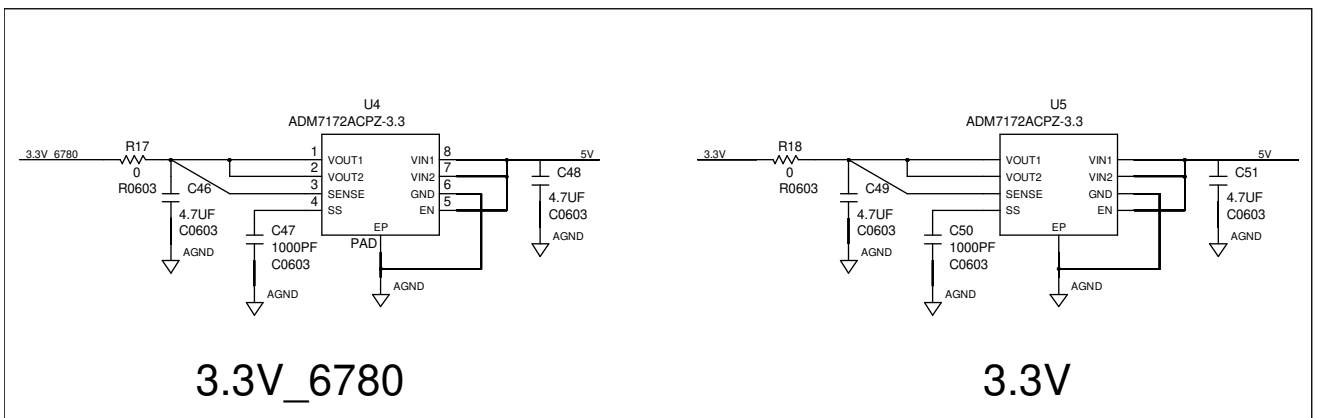 U4
ADM7172ACPZ-3.3
3.3V_6780
R17
0
R0603
1
2
3
4
VOUT1
VOUT2
SENSE
SS
EP
PAD
VIN1
VIN2
GND
EN
8
7
6
5
5V
C46
4.7UF
C0603
AGND
C47
1000PF
C0603
AGND
AGND
C48
4.7UF
C0603
AGND
3.3V_6780
U5
ADM7172ACPZ-3.3
3.3V
R18
0
R0603
VOUT1
VOUT2
SENSE
SS
EP
VIN1
VIN2
GND
EN
5V
C49
4.7UF
C0603
AGND
C50
1000PF
C0603
AGND
AGND
C51
4.7UF
C0603
AGND
3.3V